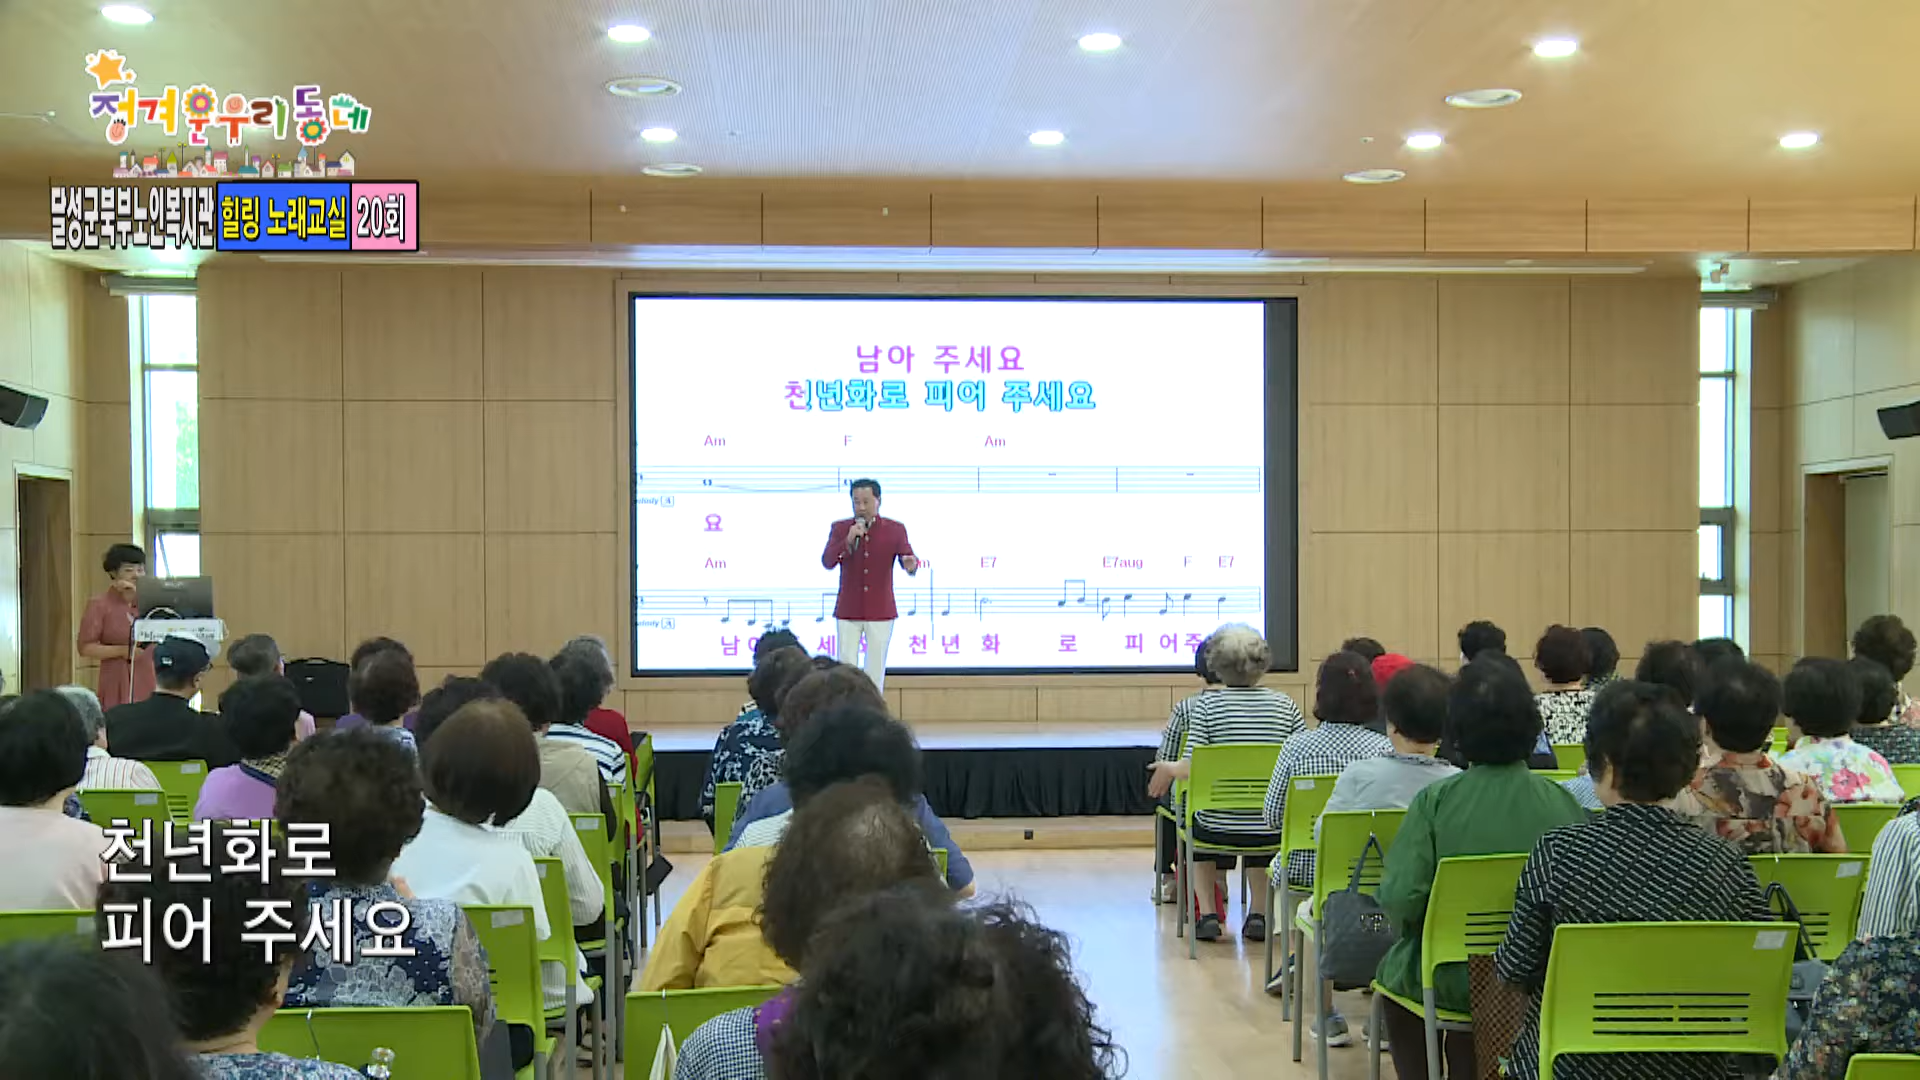 정겨운우리동네
달성군북부노인복지관 힐링 노래교실 20회
남아 주세요
천년화로 피어 주세요
Am F Am
요
Am E7 E7aug F E7
남 세 천 년 화 로 피 어 주
천년화로
피어 주세요